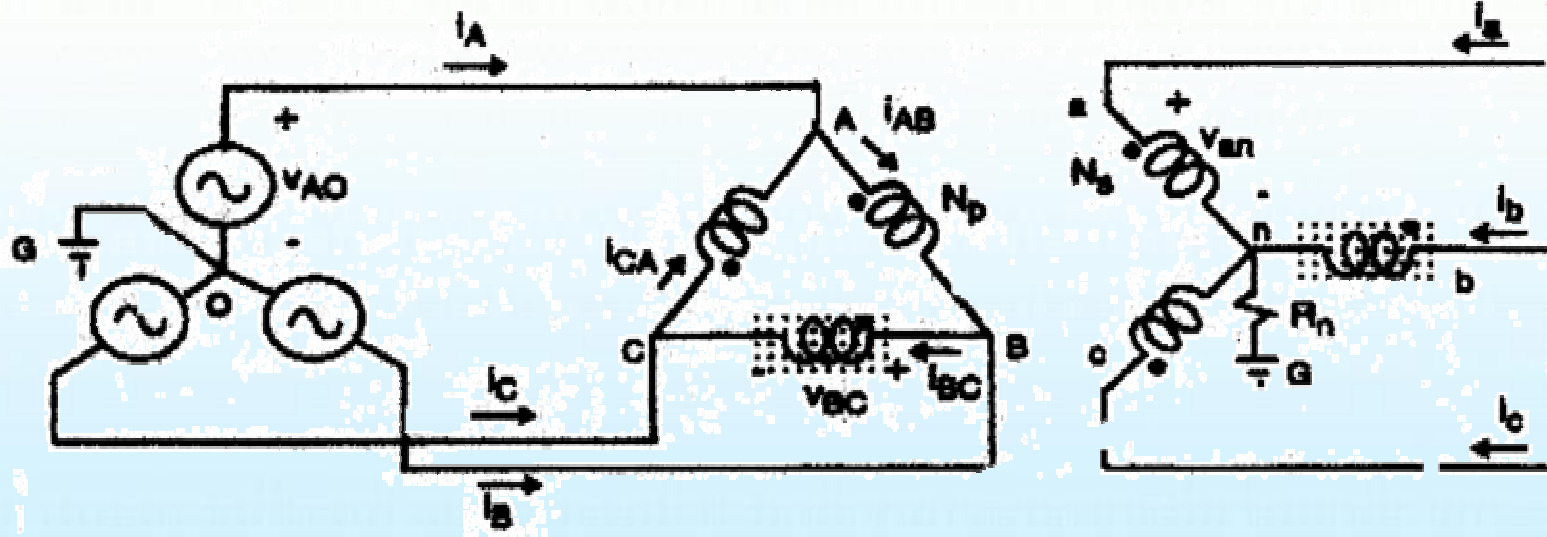 iA
+
vAO
-
G
O
iC
iB
A
iAB
Np
iCA
C
B
-
vBC
+
iBC
ia
a
+
van
Ns
-
n
ib
b
Rn
G
c
ic